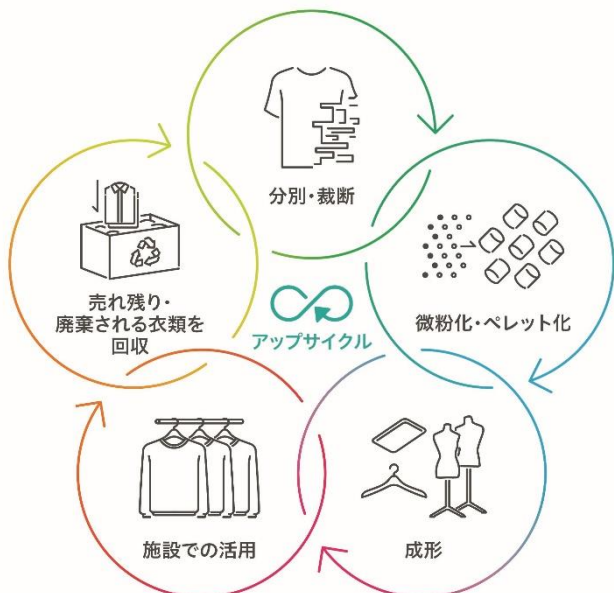 分別・裁断
微粉化・ペレット化
成形
施設での活用
売れ残り・
廃棄される衣類を
回収
アップサイクル